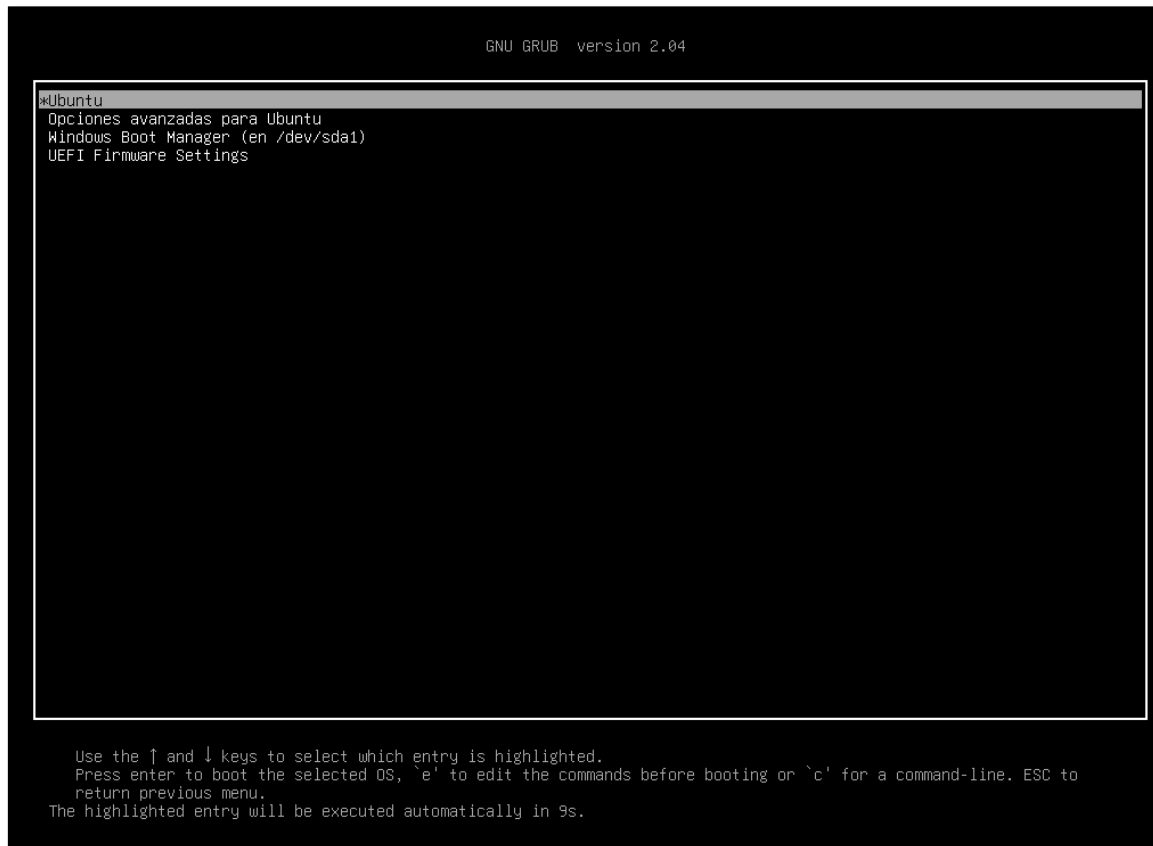 GNU GRUB  version 2.04
*Ubuntu
Opciones avanzadas para Ubuntu
Windows Boot Manager (en /dev/sda1)
UEFI Firmware Settings
Use the ↑ and ↓ keys to select which entry is highlighted.
Press enter to boot the selected OS, `e' to edit the commands before booting or `c' for a command-line. ESC to
return previous menu.
The highlighted entry will be executed automatically in 9s.